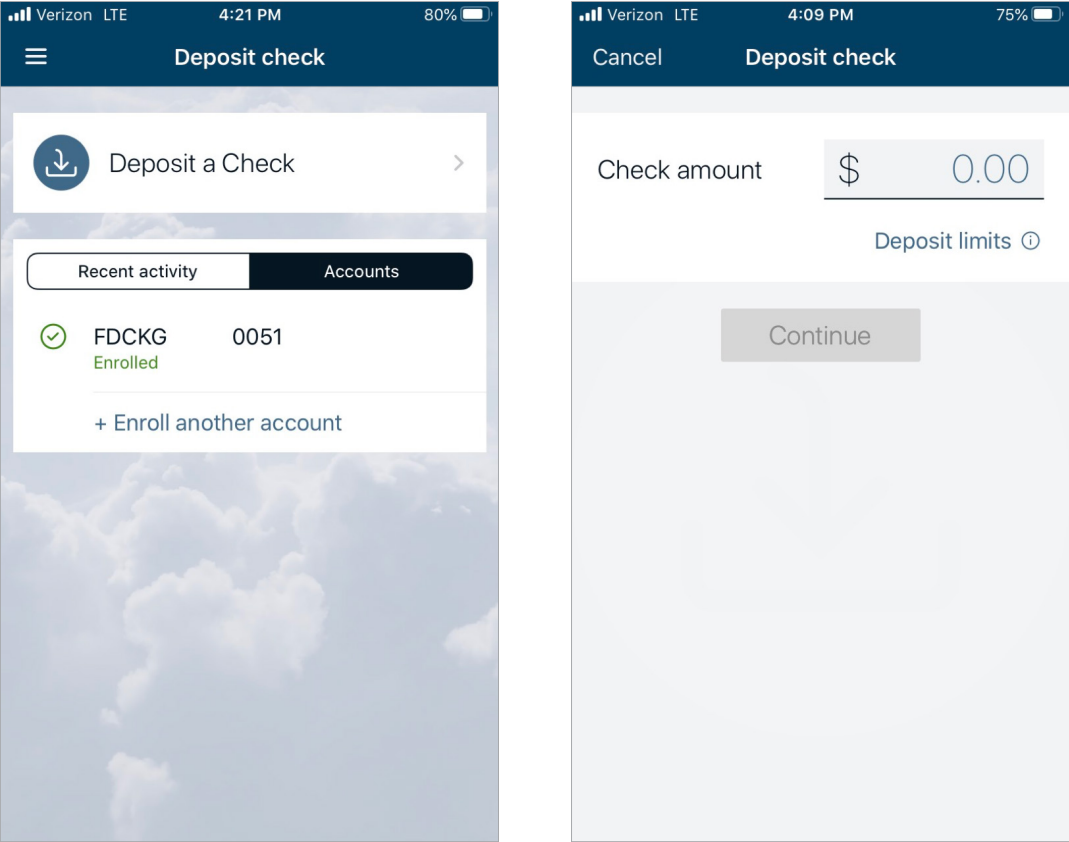 Verizon LTE 4:21 PM 80%
Deposit check
Deposit a Check
Recent activity Accounts
FDCKG 0051
Enrolled
+ Enroll another account
Verizon LTE 4:09 PM 75%
Cancel Deposit check
Check amount $ 0.00
Deposit limits
Continue